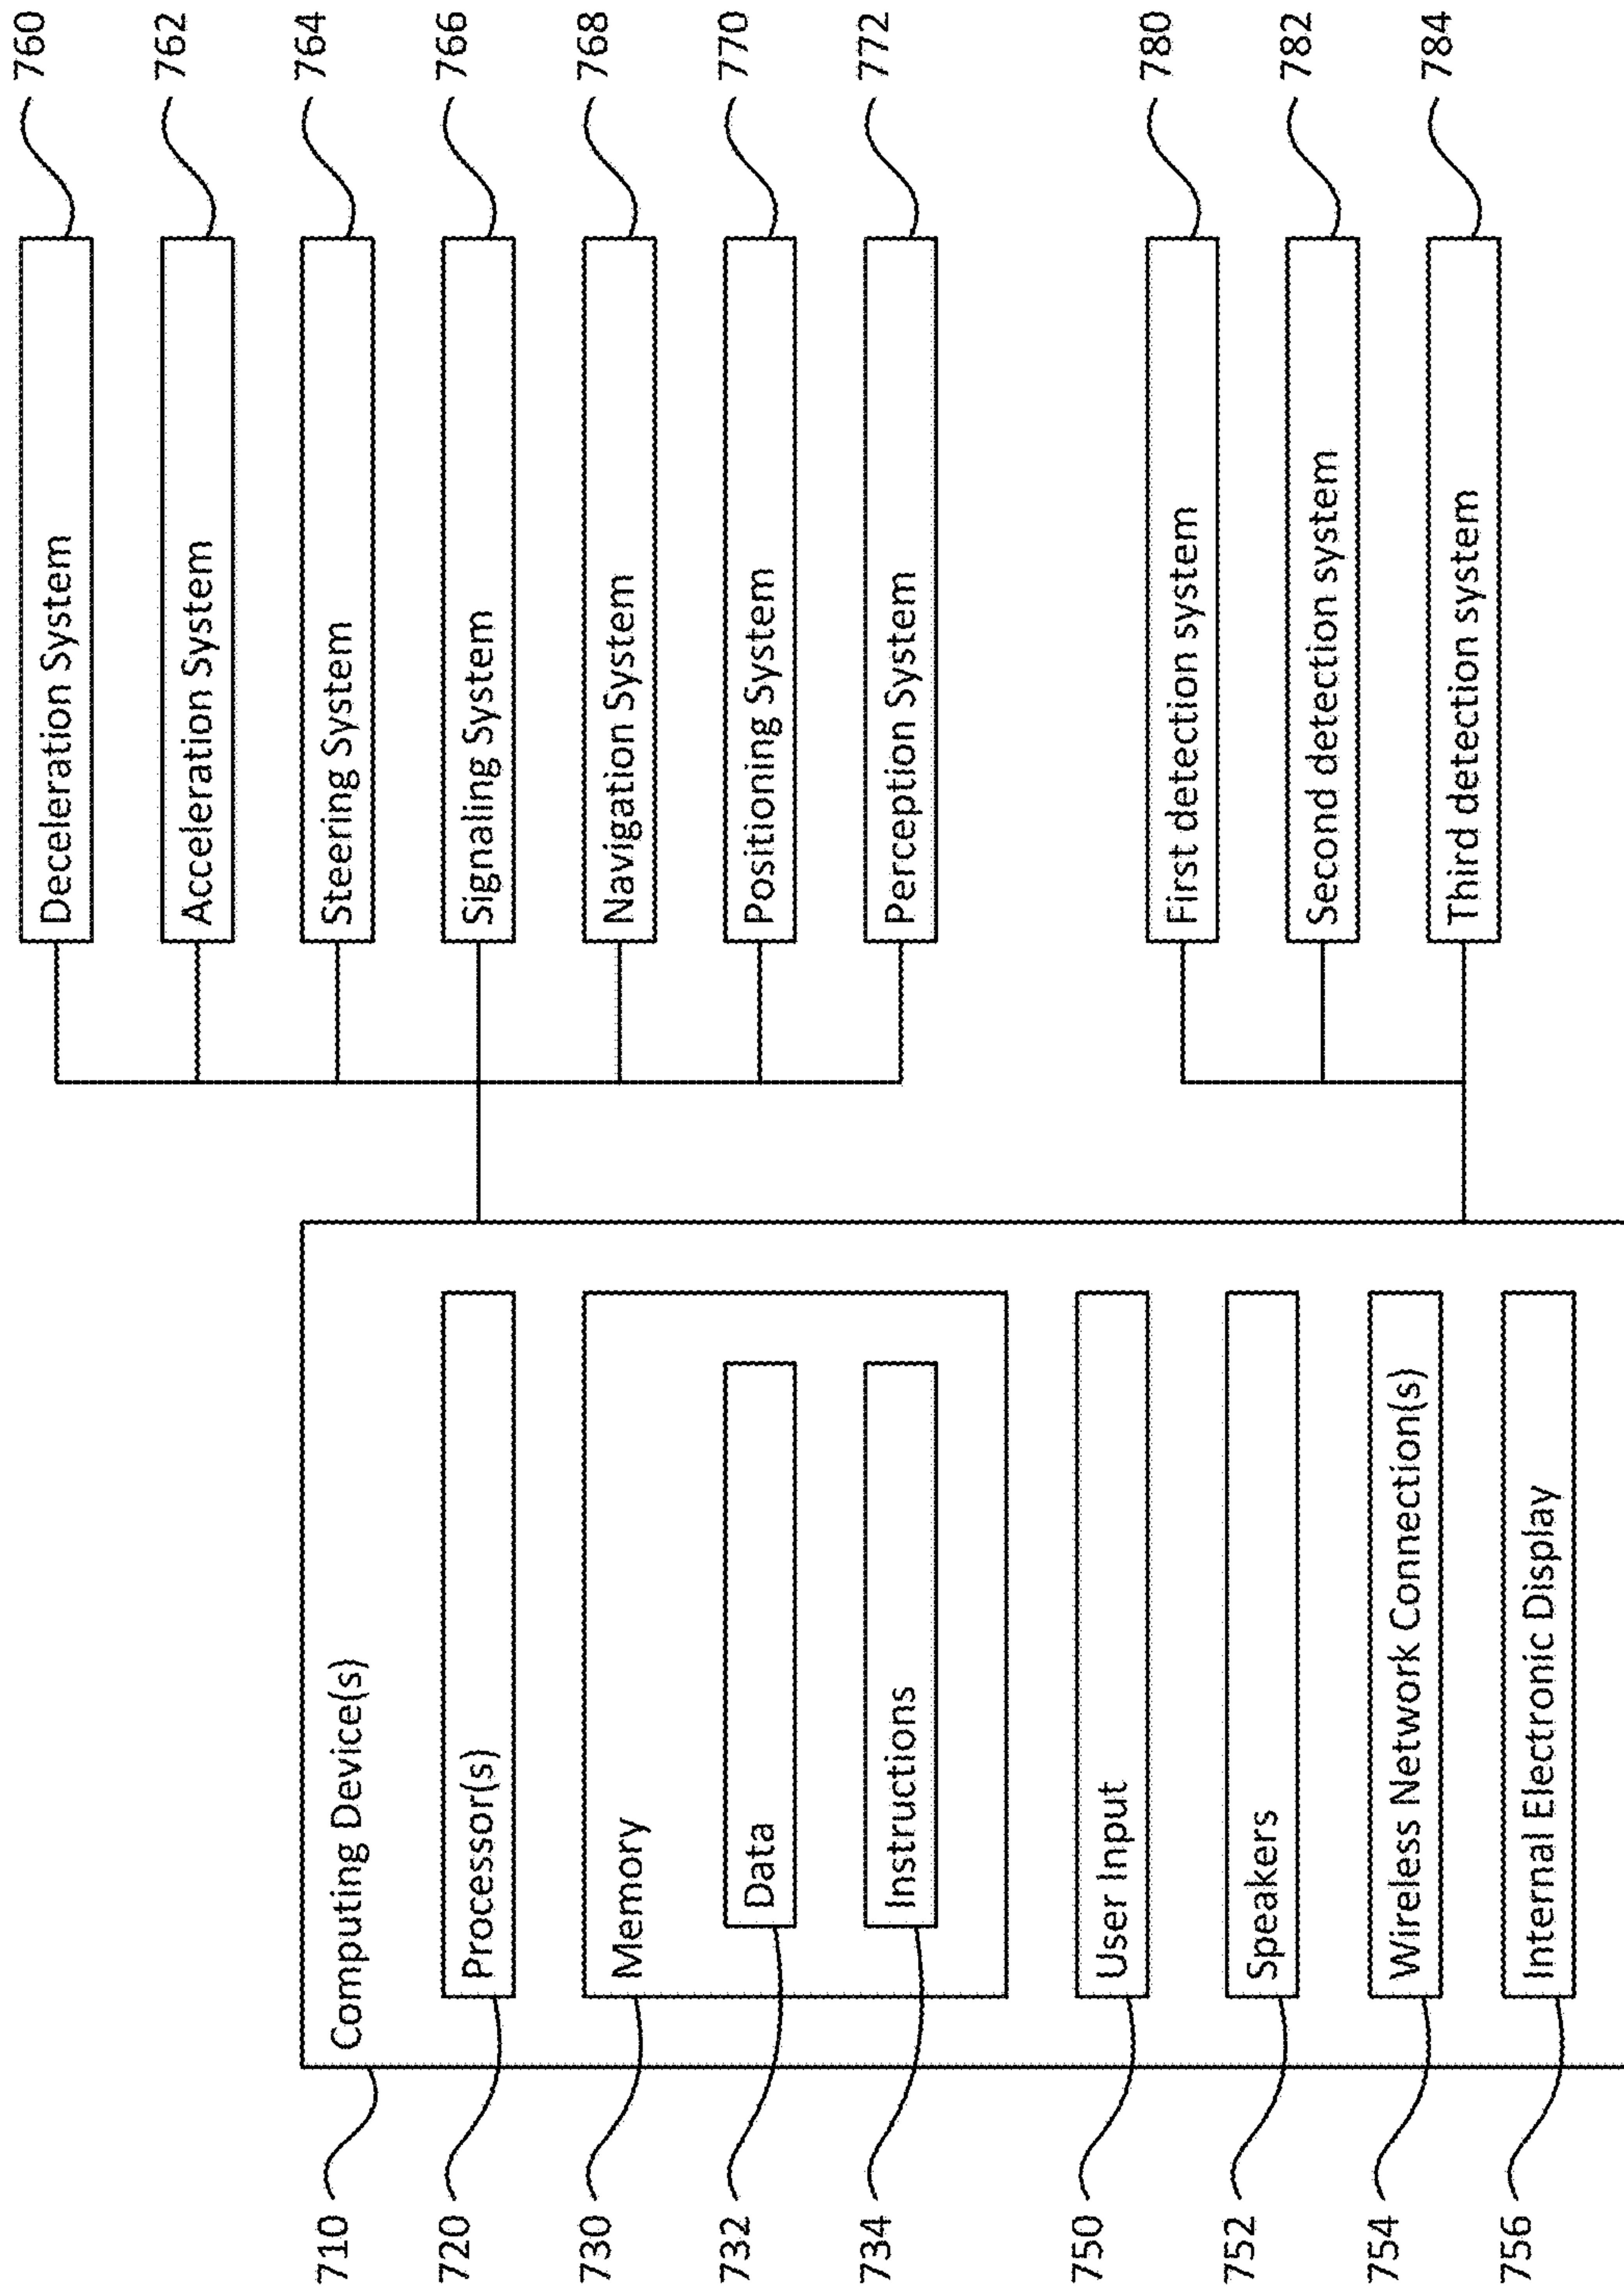 760
Deceleration System
762
Acceleration System
710
Computing Device(s)
764
Steering System
720
Processor(s)
766
Signaling System
730
Memory
768
Navigation System
732
Data
770
Positioning System
734
Instructions
772
Perception System
750
User Input
780
First detection system
752
Speakers
782
Second detection system
754
Wireless Network Connection(s)
784
Third detection system
756
Internal Electronic Display